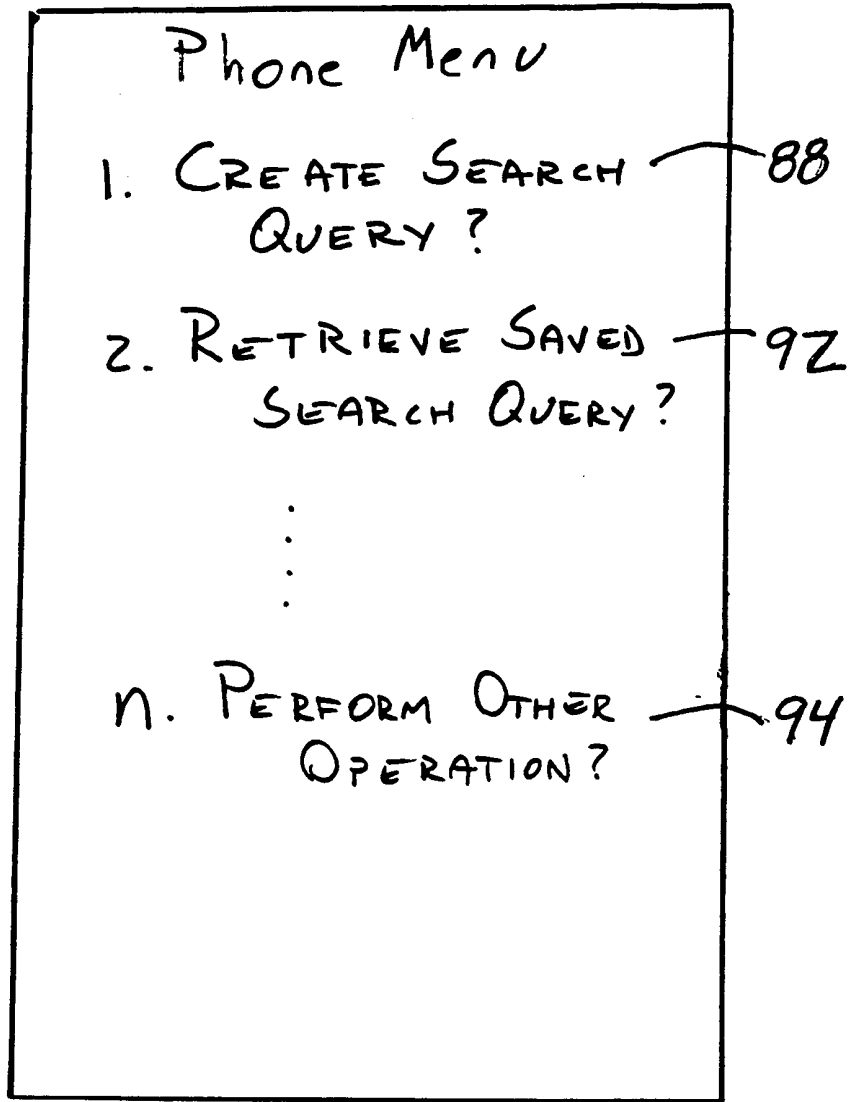 Phone Menu
1. CREATE SEARCH 88
QUERY?
2. RETRIEVE SAVED 92
SEARCH QUERY?
n. PERFORM OTHER 94
OPERATION?